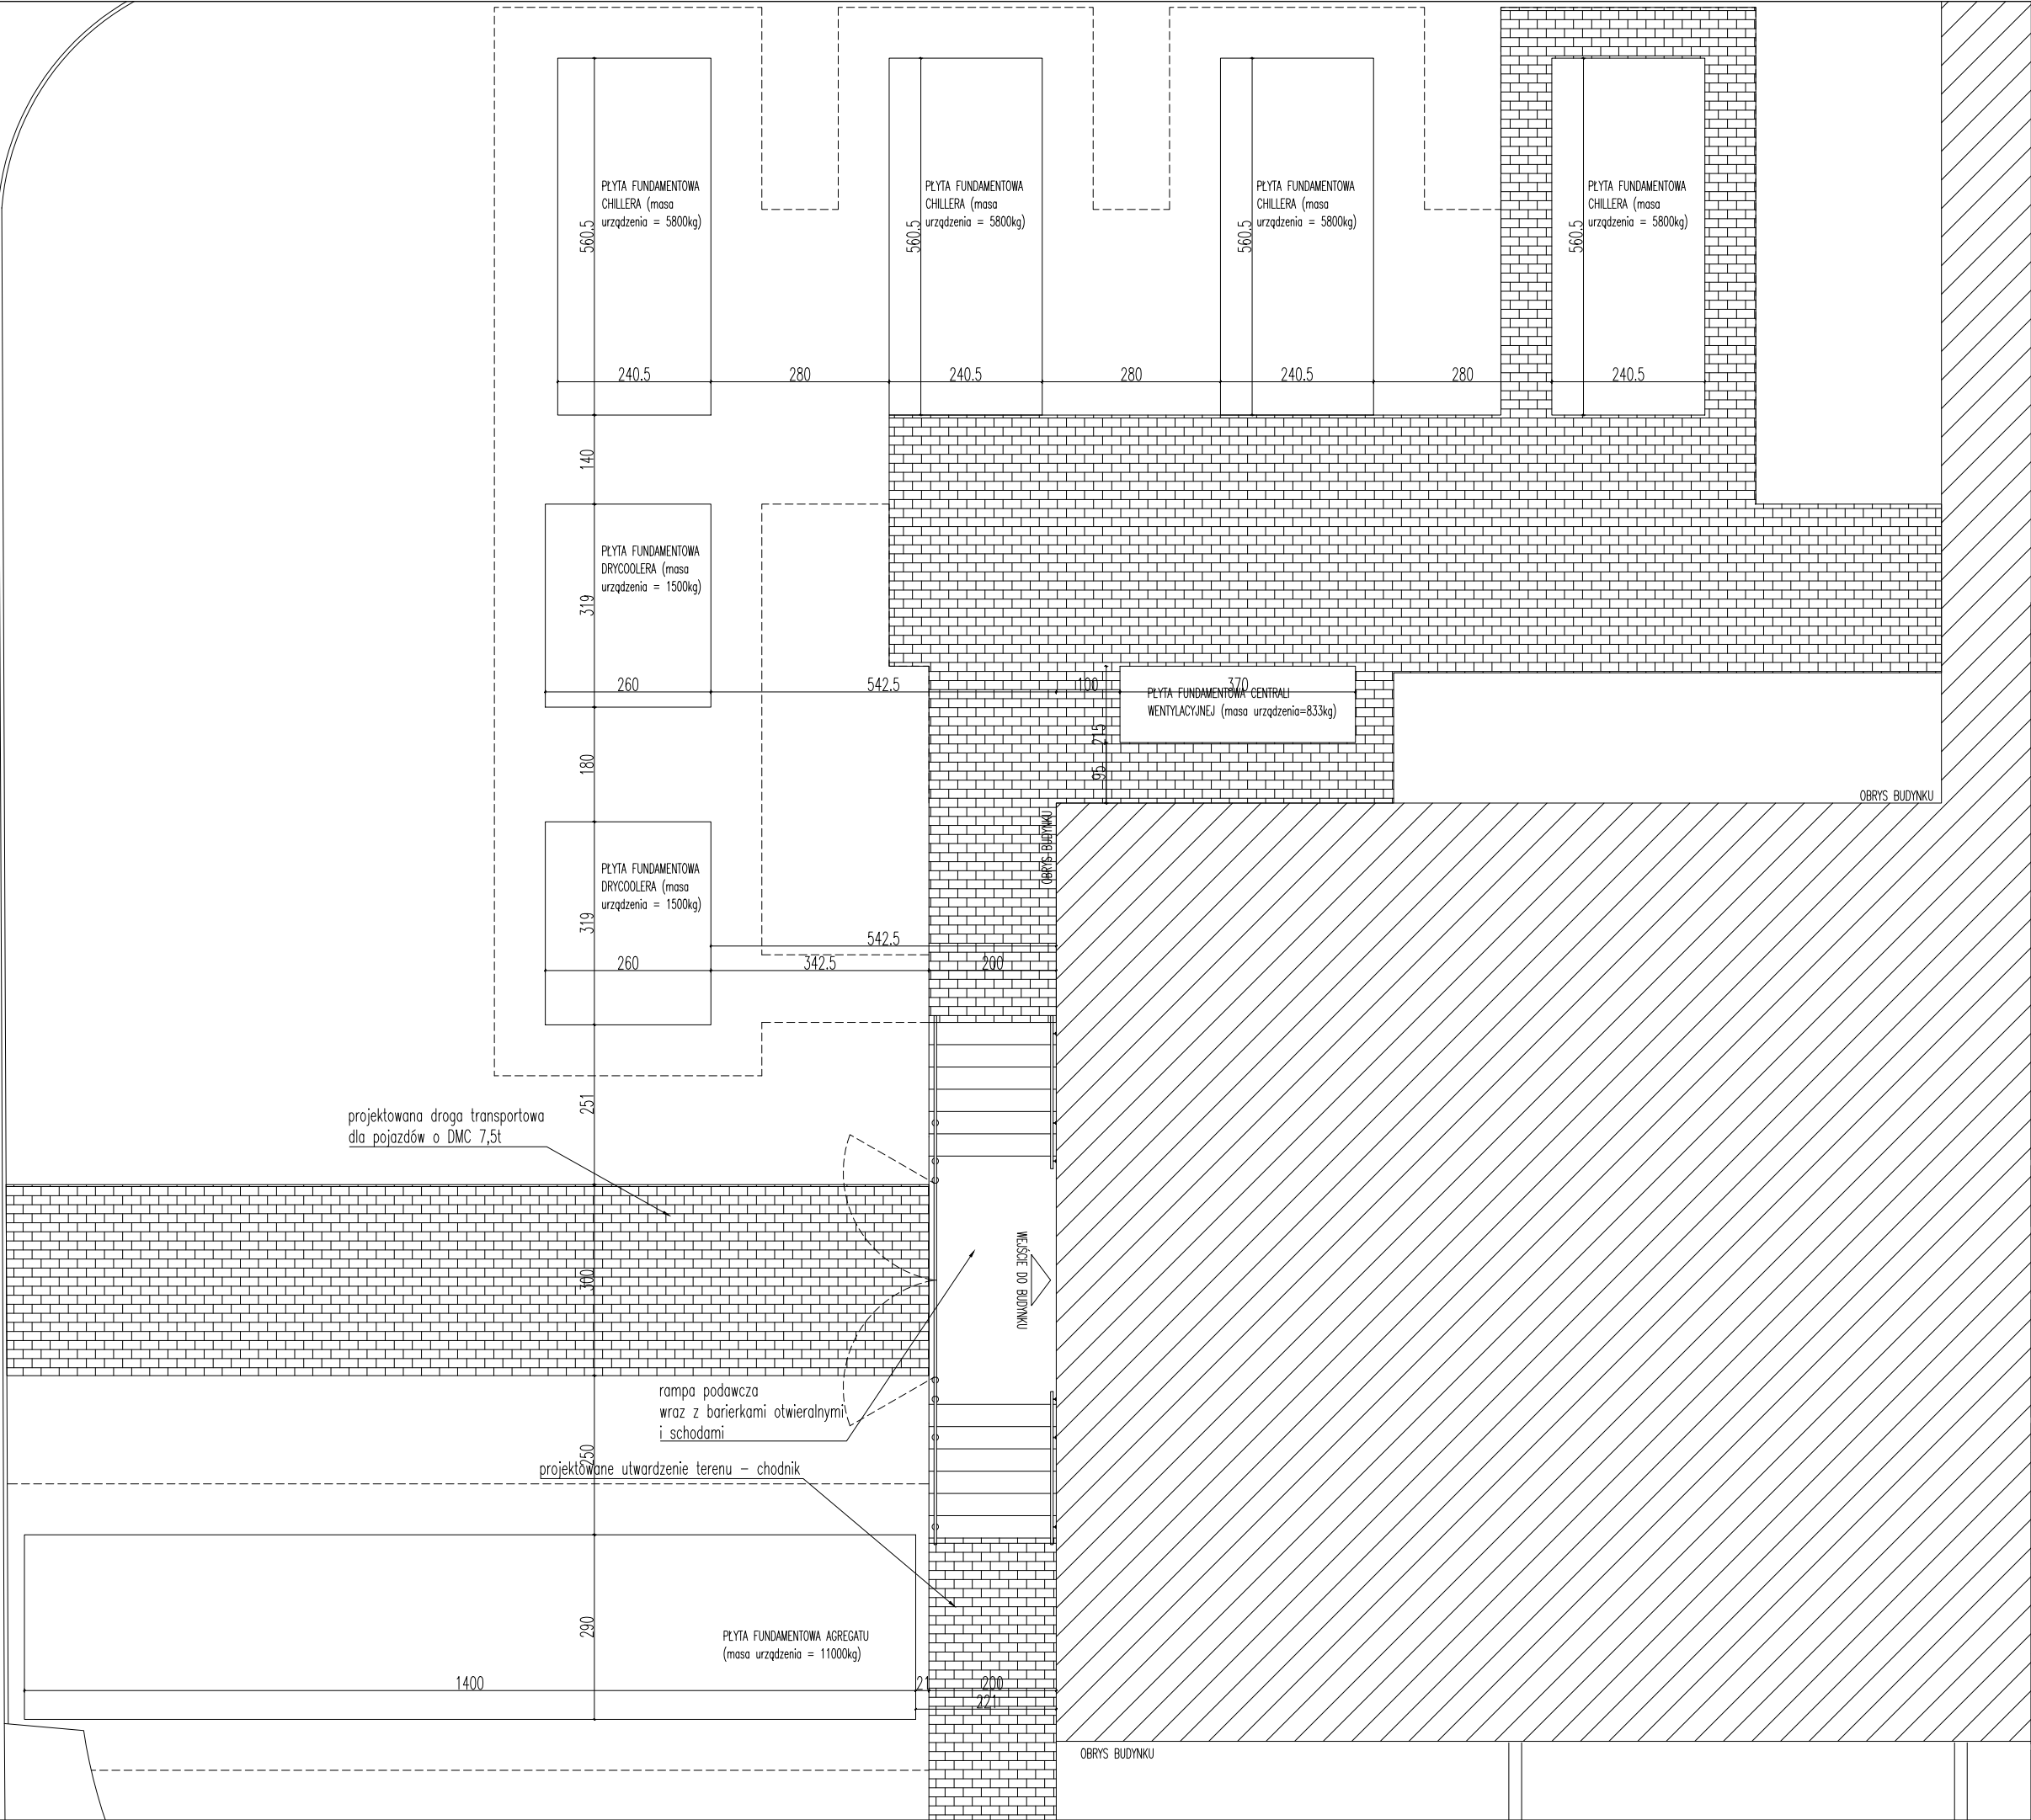 PŁYTA FUNDAMENTOWA
CHILLERA (masa
urządzenia = 5800kg)
560.5
PŁYTA FUNDAMENTOWA
CHILLERA (masa
urządzenia = 5800kg)
560.5
PŁYTA FUNDAMENTOWA
CHILLERA (masa
urządzenia = 5800kg)
560.5
PŁYTA FUNDAMENTOWA
CHILLERA (masa
urządzenia = 5800kg)
560.5
240.5
280
240.5
280
240.5
280
240.5
140
PŁYTA FUNDAMENTOWA
DRYCOOLERA (masa
urządzenia = 1500kg)
319
260
542.5
100
370
PŁYTA FUNDAMENTOWA CENTRALI
WENTYLACYJNEJ (masa urządzenia=833kg)
215
95
180
OBRYS BUDYNKU
OBRYS BUDYNKU
PŁYTA FUNDAMENTOWA
DRYCOOLERA (masa
urządzenia = 1500kg)
319
542.5
260
342.5
200
251
projektowana droga transportowa
dla pojazdów o DMC 7,5t
300
WEJŚCIE DO BUDYNKU
rampa podawcza
wraz z barierkami otwieralnymi
i schodami
250
projektowane utwardzenie terenu – chodnik
290
PŁYTA FUNDAMENTOWA AGREGATU
(masa urządzenia = 11000kg)
1400
21
200
221
OBRYS BUDYNKU